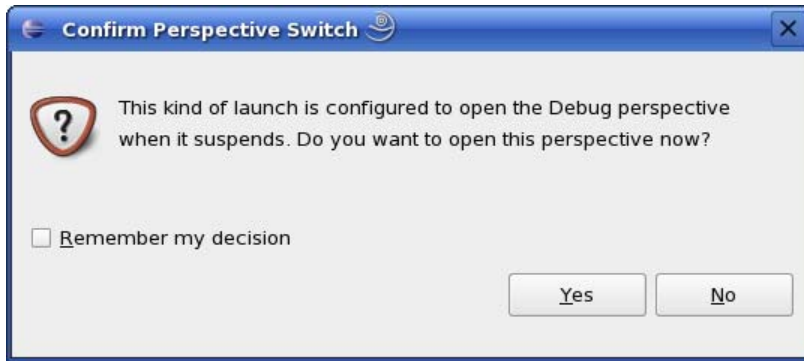 Confirm Perspective Switch
This kind of launch is configured to open the Debug perspective
when it suspends. Do you want to open this perspective now?
Remember my decision
Yes No